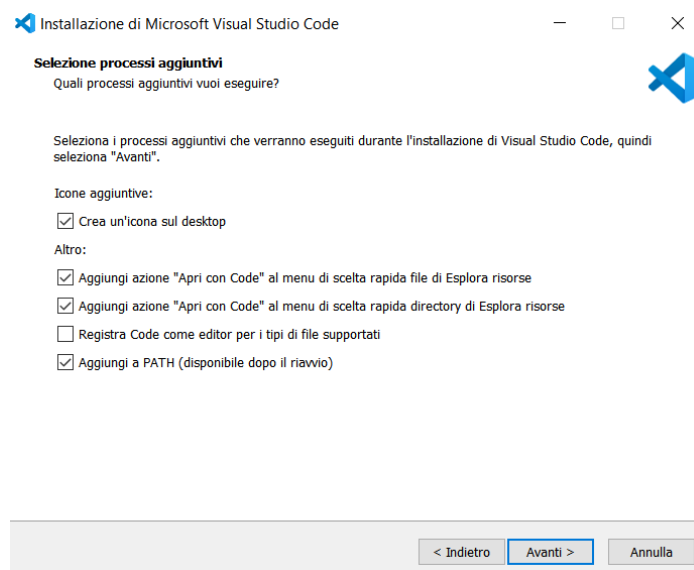 Installazione di Microsoft Visual Studio Code
Selezione processi aggiuntivi
Quali processi aggiuntivi vuoi eseguire?
Seleziona i processi aggiuntivi che verranno eseguiti durante l'installazione di Visual Studio Code, quindi
seleziona "Avanti".
Icone aggiuntive:
Crea un'icona sul desktop
Altro:
Aggiungi azione "Apri con Code" al menu di scelta rapida file di Esplora risorse
Aggiungi azione "Apri con Code" al menu di scelta rapida directory di Esplora risorse
Registra Code come editor per i tipi di file supportati
Aggiungi a PATH (disponibile dopo il riavvio)
< Indietro Avanti > Annulla